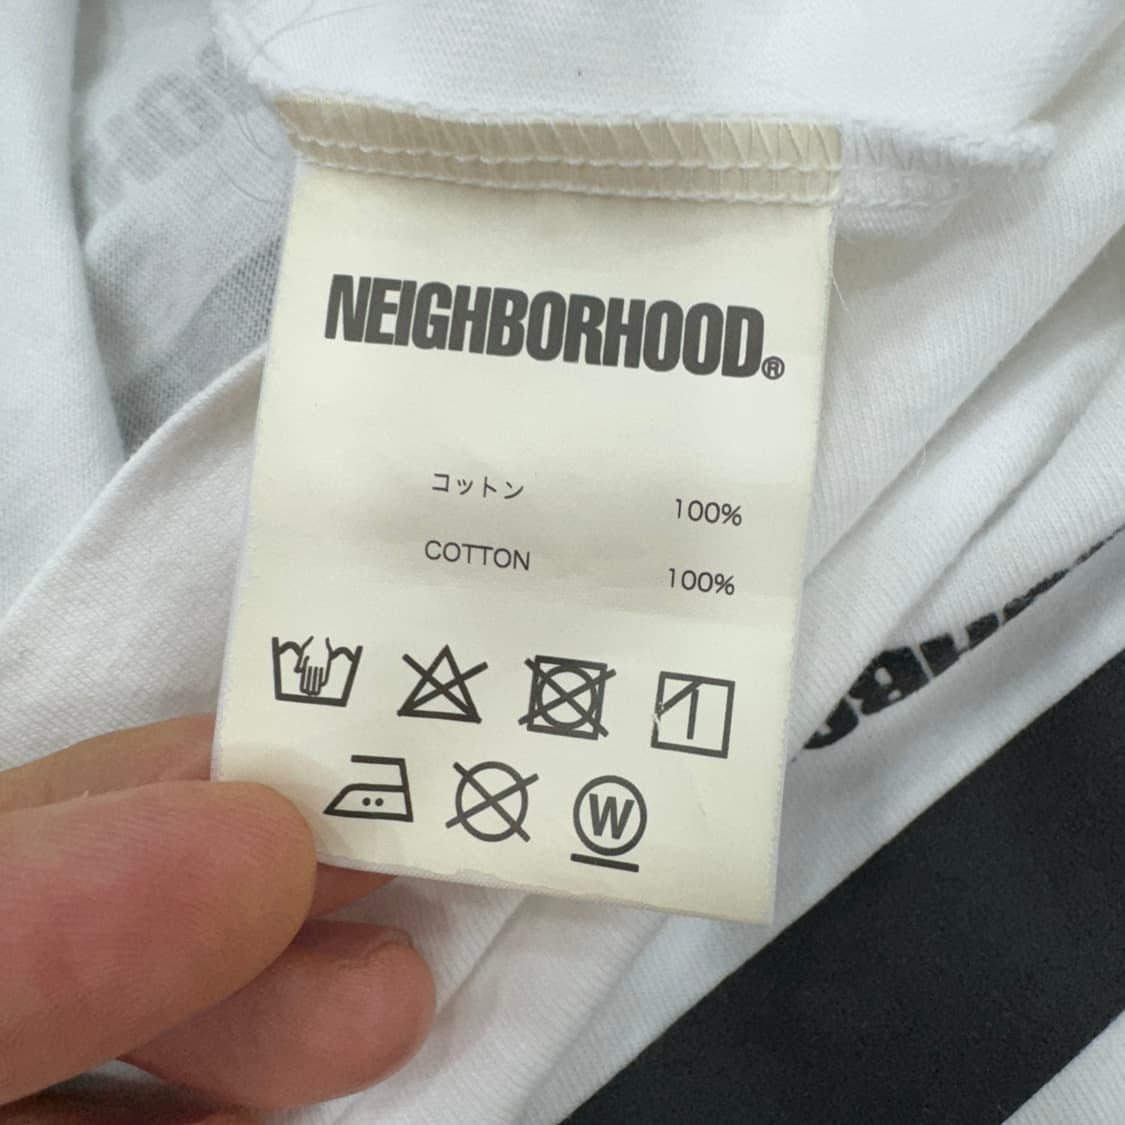 NEIGHBORHOOD®
コットン 100%
COTTON 100%
W